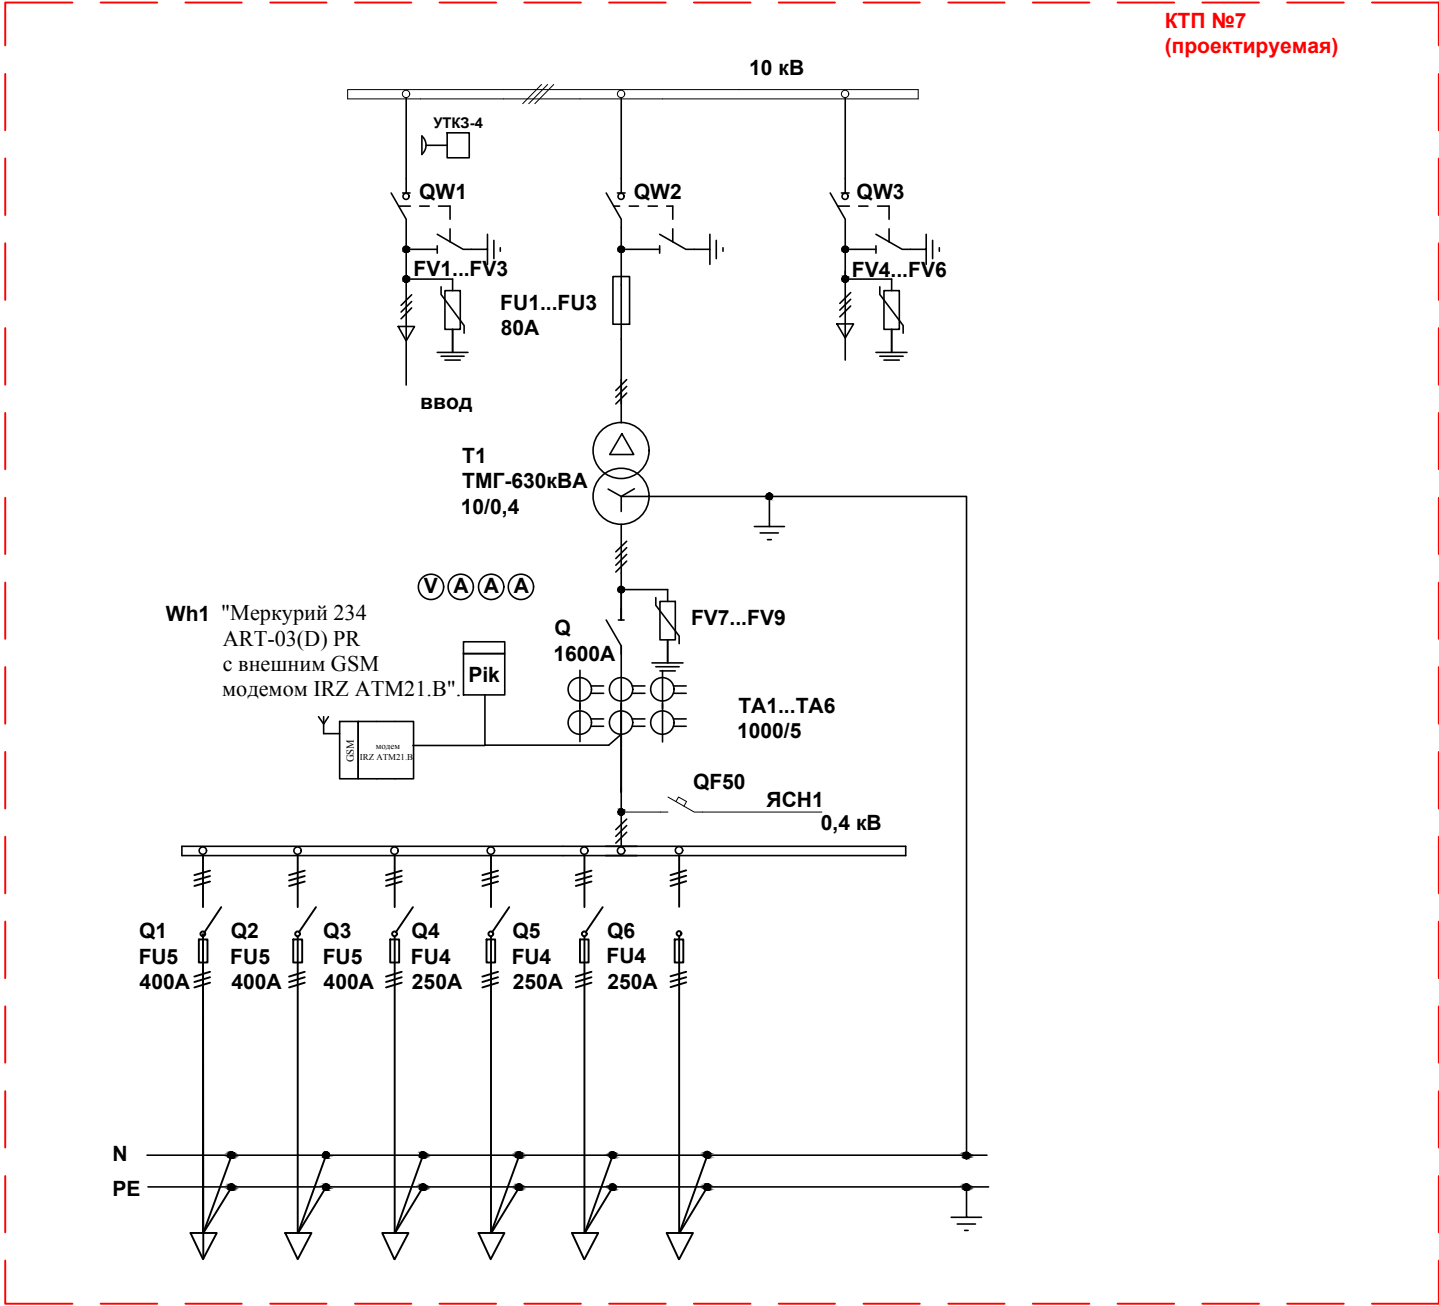 КТП №7
(проектируемая)
10 кВ
УТКЗ-4
QW1
QW2
QW3
FV1...FV3
FV4...FV6
FU1...FU3
80А
ввод
Т1
ТМГ-630кВА
10/0,4
V A A A
Wh1 "Меркурий 234
ART-03(D) PR
с внешним GSM
модемом IRZ ATM21.B".
Pik
Q
1600А
FV7...FV9
ТА1...ТА6
1000/5
GSM
модем
IRZ ATM21.B
QF50
ЯСН1
0,4 кВ
Q1 Q2 Q3 Q4 Q5 Q6
FU5 FU5 FU5 FU4 FU4 FU4
400А 400А 400А 250А 250А 250А
N
PE